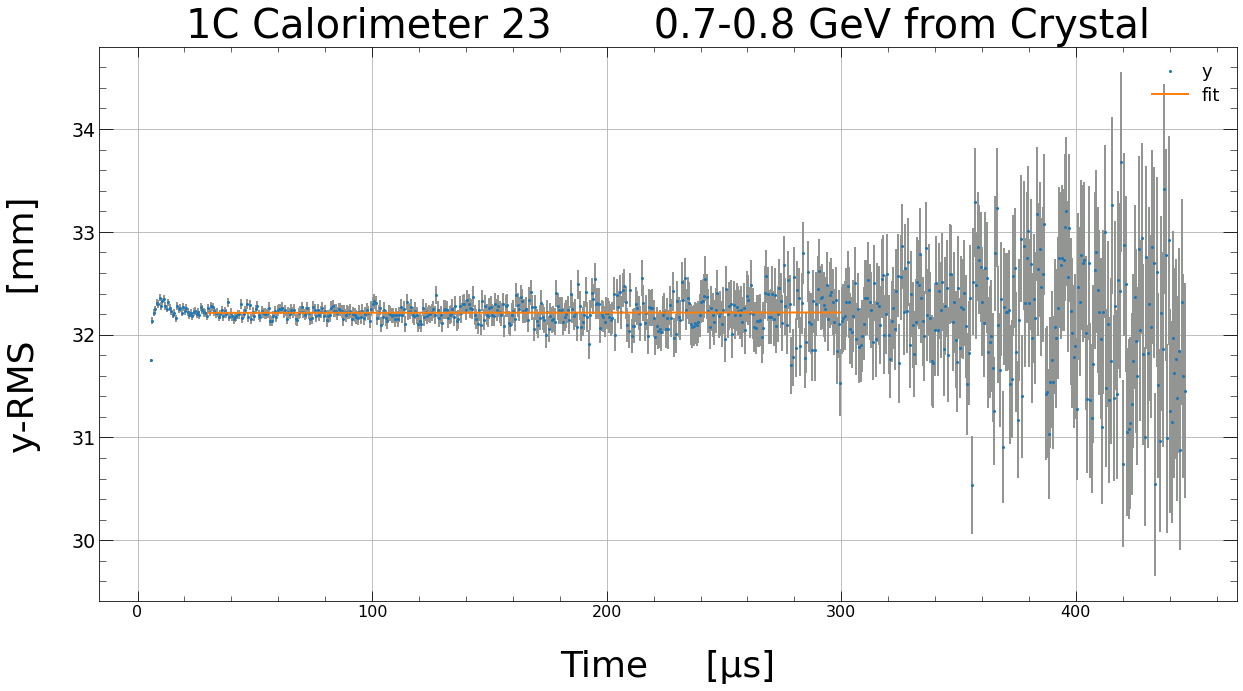 1C Calorimeter 23 0.7-0.8 GeV from Crystal
y
fit
34
33
32
31
30
y-RMS [mm]
0 100 200 300 400
Time [µs]